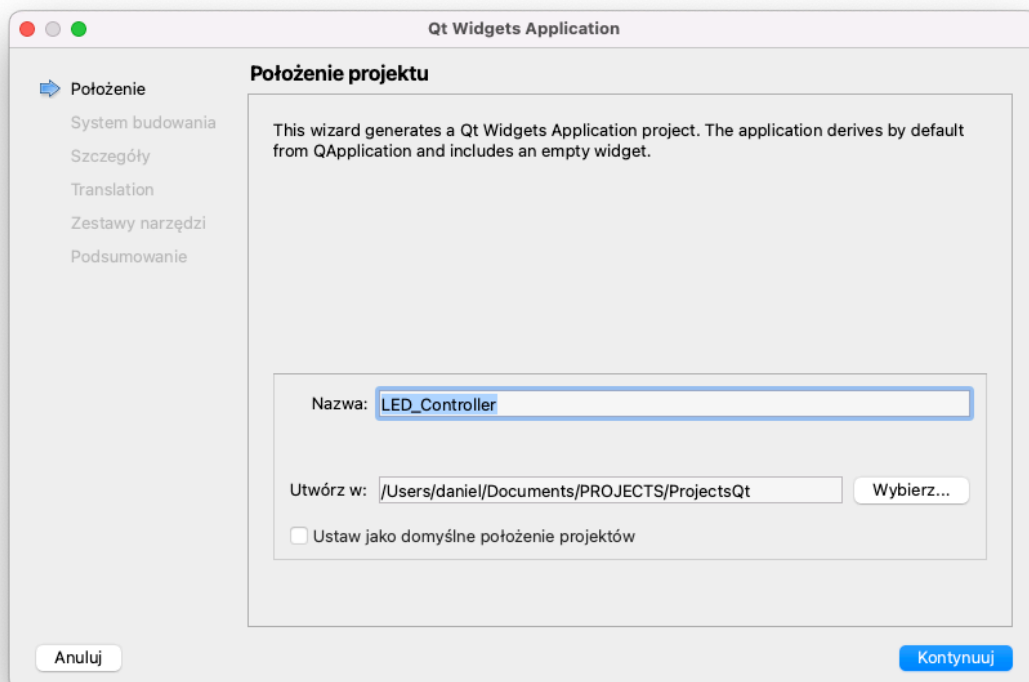 Qt Widgets Application
Położenie
System budowania
Szczegóły
Translation
Zestawy narzędzi
Podsumowanie
Położenie projektu
This wizard generates a Qt Widgets Application project. The application derives by default
from QApplication and includes an empty widget.
Nazwa: LED_Controller
Utwórz w: /Users/daniel/Documents/PROJECTS/ProjectsQt Wybierz...
Ustaw jako domyślne położenie projektów
Anuluj Kontynuuj